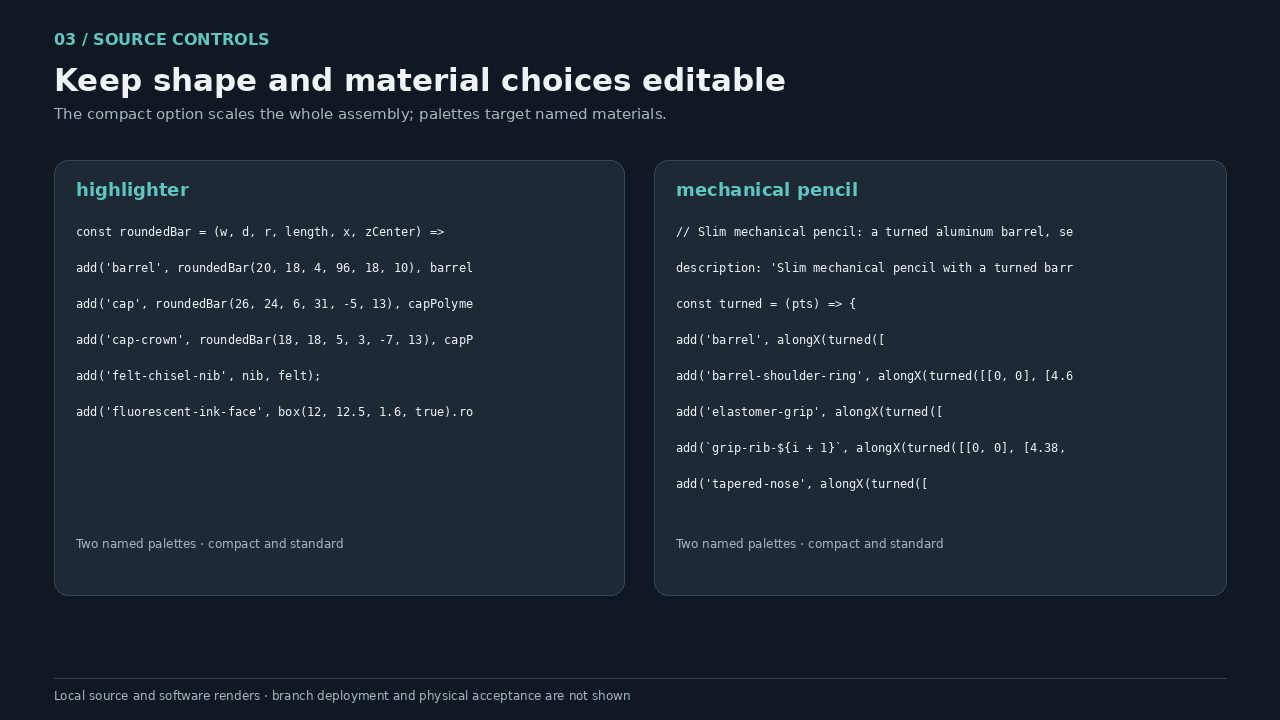 03 / SOURCE CONTROLS
Keep shape and material choices editable
The compact option scales the whole assembly; palettes target named materials.
highlighter
const roundedBar = (w, d, r, length, x, zCenter) =>
add('barrel', roundedBar(20, 18, 4, 96, 18, 10), barrel
add('cap', roundedBar(26, 24, 6, 31, -5, 13), capPolyme
add('cap-crown', roundedBar(18, 18, 5, 3, -7, 13), capP
add('felt-chisel-nib', nib, felt);
add('fluorescent-ink-face', box(12, 12.5, 1.6, true).ro
Two named palettes · compact and standard
mechanical pencil
// Slim mechanical pencil: a turned aluminum barrel, se
description: 'Slim mechanical pencil with a turned barr
const turned = (pts) => {
add('barrel', alongX(turned([
add('barrel-shoulder-ring', alongX(turned([[0, 0], [4.6
add('elastomer-grip', alongX(turned([
add(`grip-rib-${i + 1}`, alongX(turned([[0, 0], [4.38,
add('tapered-nose', alongX(turned([
Two named palettes · compact and standard
Local source and software renders · branch deployment and physical acceptance are not shown